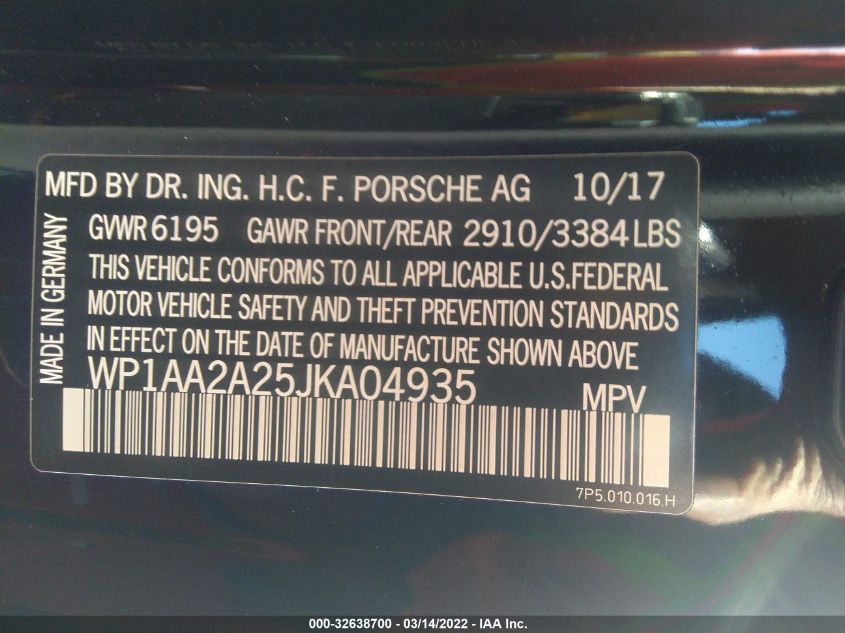 MFD BY DR. ING. H.C. F. PORSCHE AG 10/17
GWR 6195 GAWR FRONT/REAR 2910/3384 LBS
THIS VEHICLE CONFORMS TO ALL APPLICABLE U.S.FEDERAL
MOTOR VEHICLE SAFETY AND THEFT PREVENTION STANDARDS
IN EFFECT ON THE DATE OF MANUFACTURE SHOWN ABOVE
MADE IN GERMANY
WP1AA2A25JKA04935 MPV
7P5.010.016.H
000-32638700 - 03/14/2022 - IAA Inc.